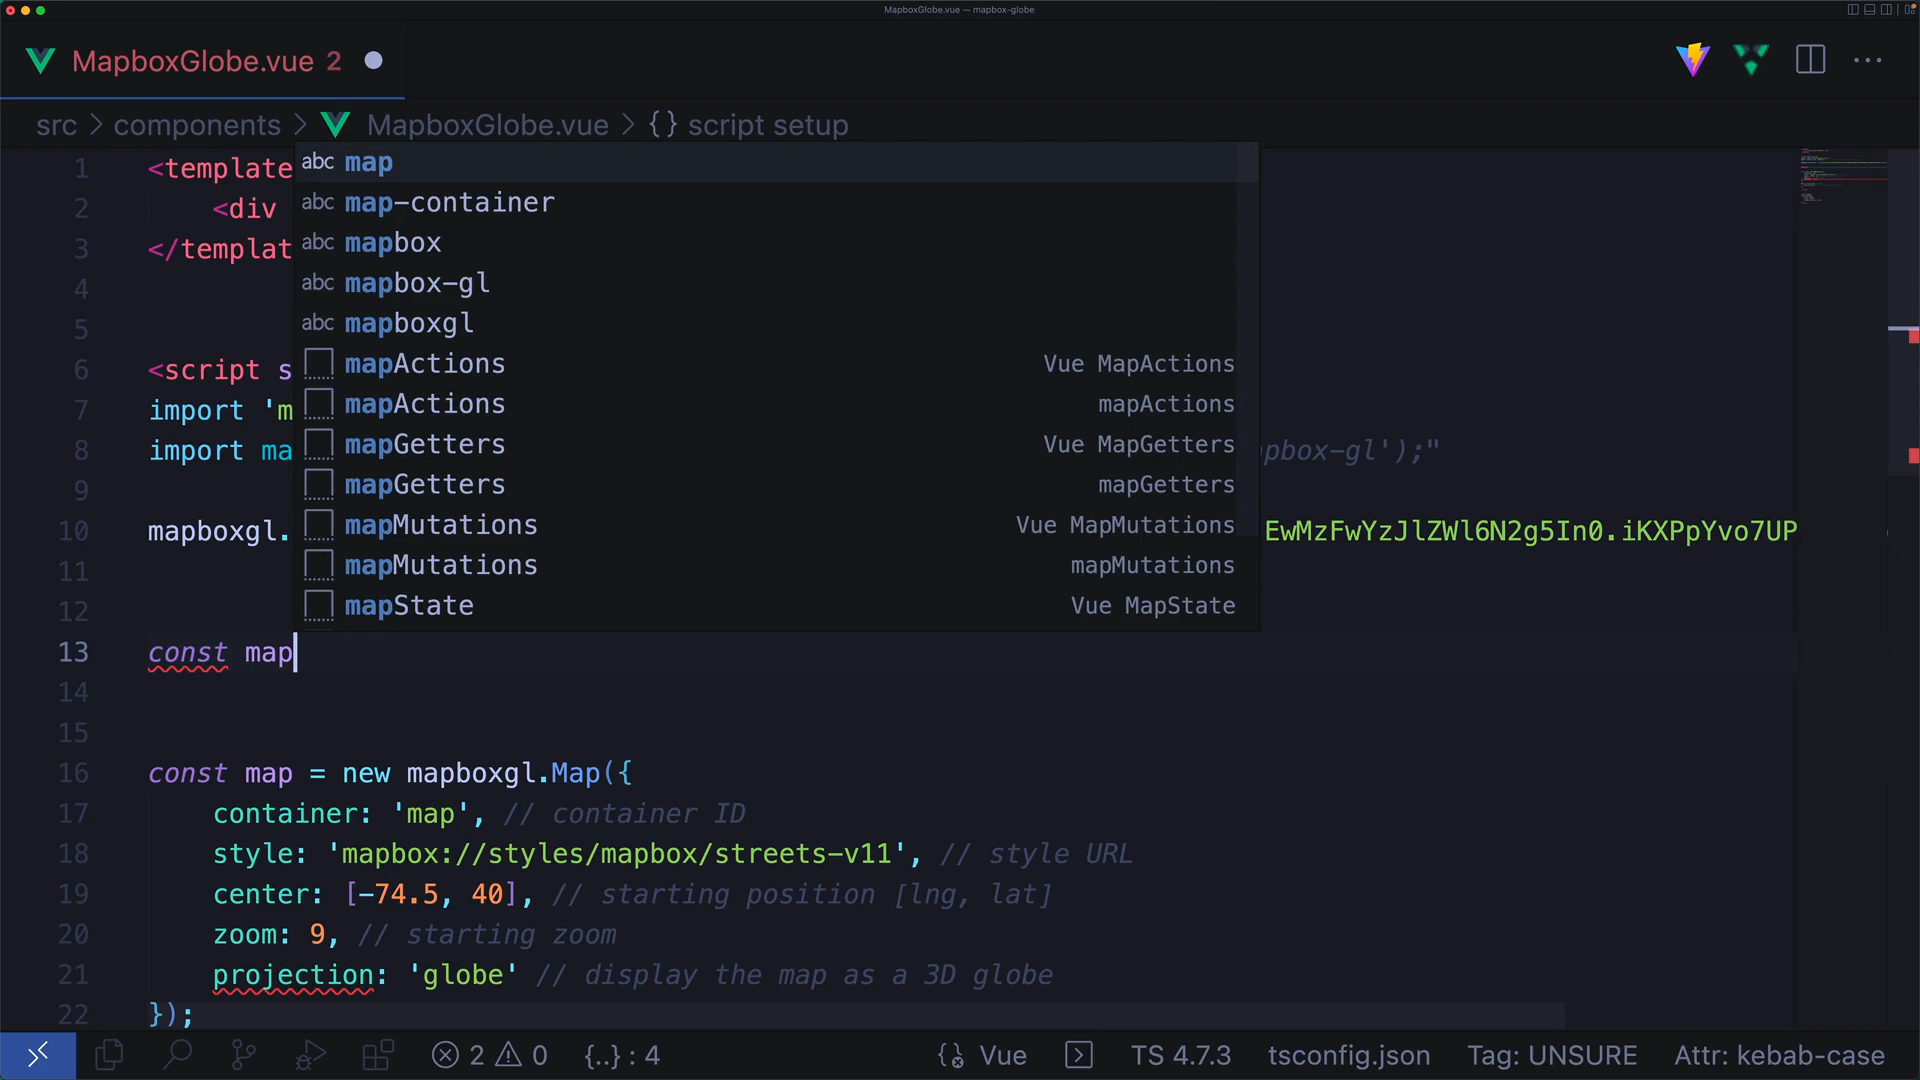 MapboxGlobe.vue — mapbox-globe
MapboxGlobe.vue 2
src > components > MapboxGlobe.vue > {} script setup
1 <template
2 <div
3 </templat
4
5
6 <script s
7 import 'm
8 import ma
pbox-gl');"
9
10 mapboxgl.
EwMzFwYzJlZWl6N2g5In0.iKXPpYvo7UP
11
12
abc map
abc map-container
abc mapbox
abc mapbox-gl
abc mapboxgl
mapActions Vue MapActions
mapActions mapActions
mapGetters Vue MapGetters
mapGetters mapGetters
mapMutations Vue MapMutations
mapMutations mapMutations
mapState Vue MapState
13 const map
14
15
16 const map = new mapboxgl.Map({
17 container: 'map', // container ID
18 style: 'mapbox://styles/mapbox/streets-v11', // style URL
19 center: [-74.5, 40], // starting position [lng, lat]
20 zoom: 9, // starting zoom
21 projection: 'globe' // display the map as a 3D globe
22 });
2 0 {..} : 4 Vue TS 4.7.3 tsconfig.json Tag: UNSURE Attr: kebab-case